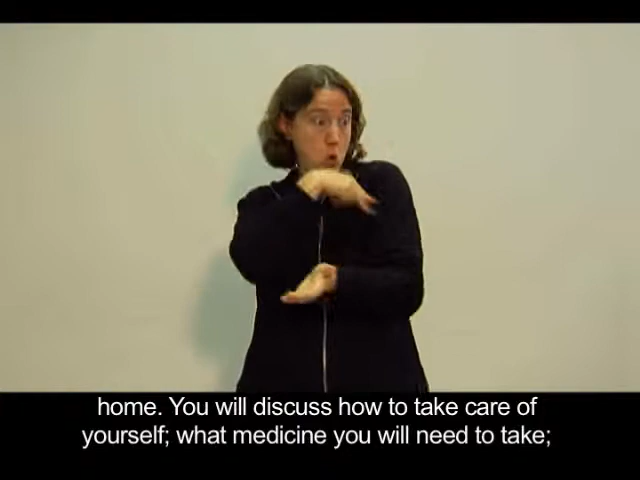 home. You will discuss how to take care of
yourself; what medicine you will need to take;